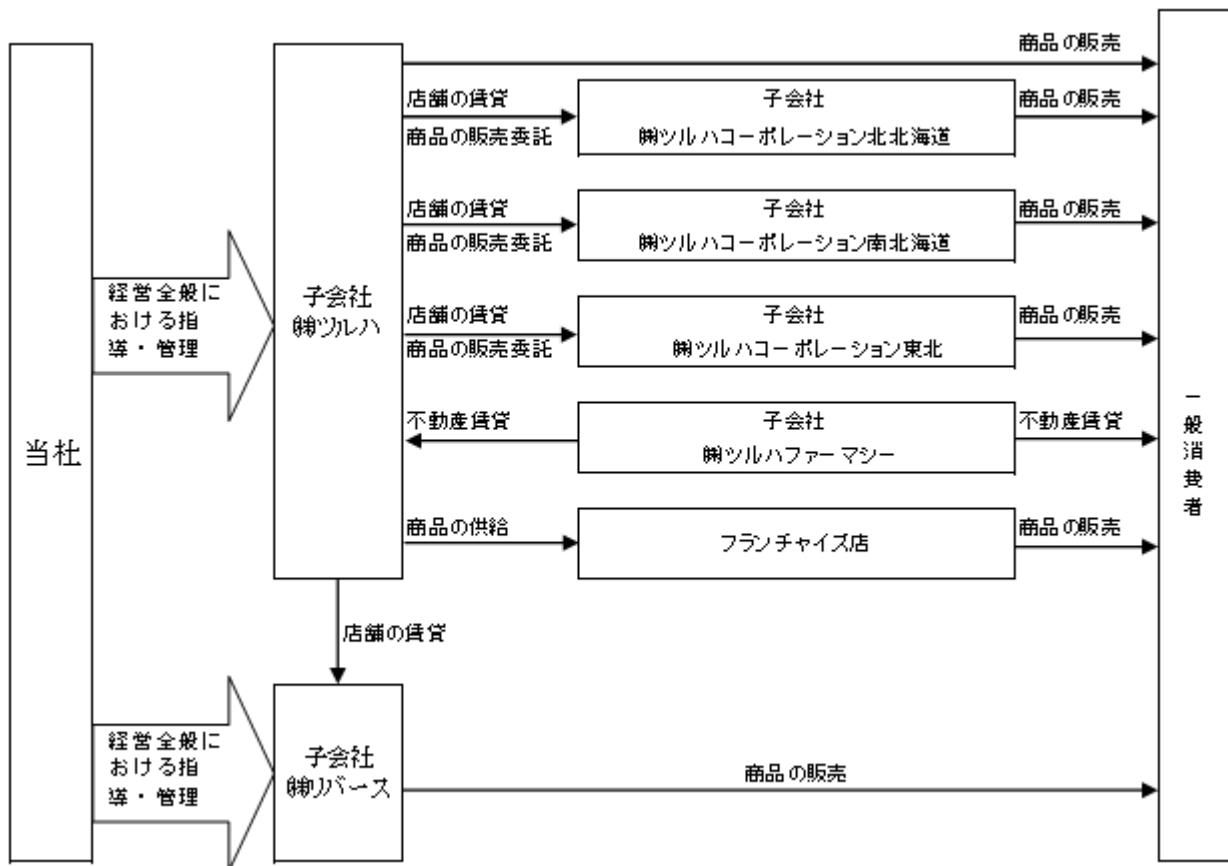 当社
経営全般に
おける指
導・管理
子会社
㈱ツルハ
商品の販売
店舗の賃貸
商品の販売委託
子会社
㈱ツルハコーポレーション北北海道
商品の販売
店舗の賃貸
商品の販売委託
子会社
㈱ツルハコーポレーション南北海道
商品の販売
店舗の賃貸
商品の販売委託
子会社
㈱ツルハコーポレーション東北
商品の販売
不動産賃貸
子会社
㈱ツルハファーマシー
不動産賃貸
商品の供給
フランチャイズ店
商品の販売
店舗の賃貸
経営全般に
おける指
導・管理
子会社
㈱リバース
商品の販売
一般消費者